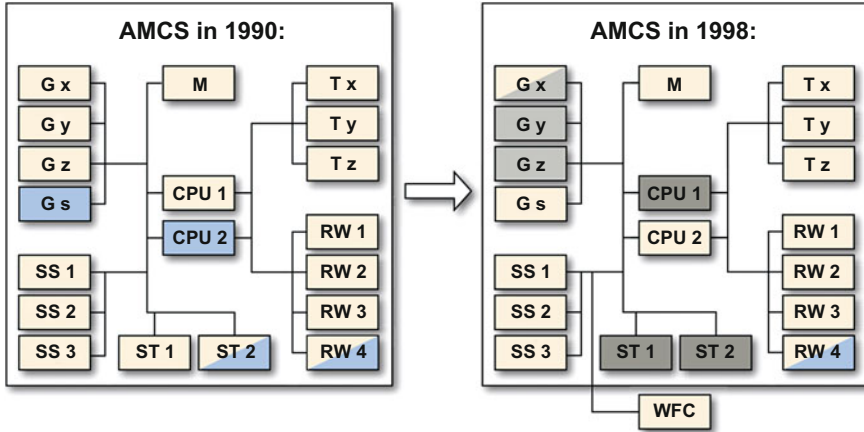 AMCS in 1990:
G x
G y
G z
G s
M
T x
T y
T z
CPU 1
CPU 2
RW 1
RW 2
RW 3
RW 4
SS 1
SS 2
SS 3
ST 1
ST 2
AMCS in 1998:
G x
G y
G z
G s
M
T x
T y
T z
CPU 1
CPU 2
RW 1
RW 2
RW 3
RW 4
SS 1
SS 2
SS 3
ST 1
ST 2
WFC